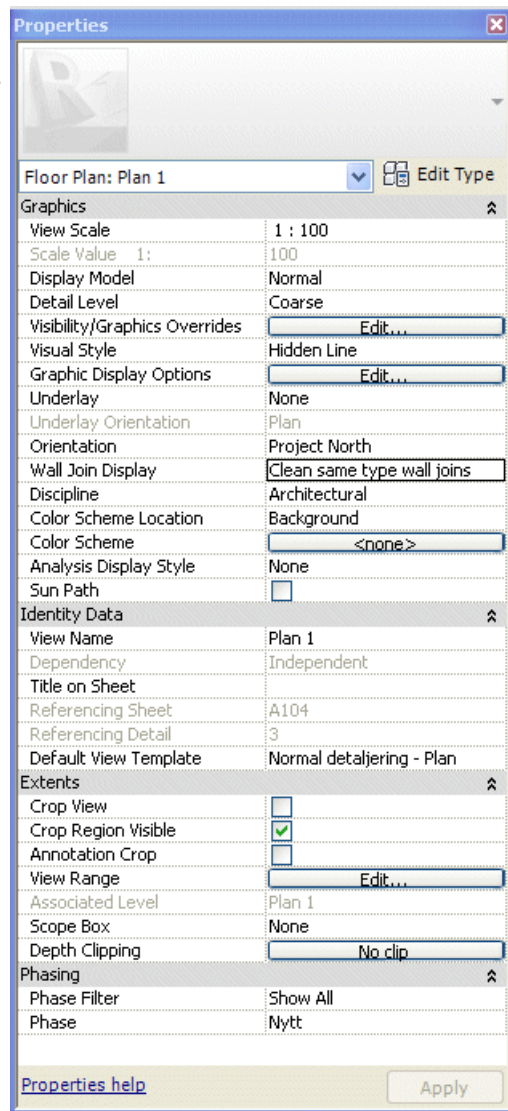 Properties
Floor Plan: Plan 1 Edit Type
Graphics
View Scale 1 : 100
Scale Value 1: 100
Display Model Normal
Detail Level Coarse
Visibility/Graphics Overrides Edit...
Visual Style Hidden Line
Graphic Display Options Edit...
Underlay None
Underlay Orientation Plan
Orientation Project North
Wall Join Display Clean same type wall joins
Discipline Architectural
Color Scheme Location Background
Color Scheme <none>
Analysis Display Style None
Sun Path
Identity Data
View Name Plan 1
Dependency Independent
Title on Sheet
Referencing Sheet A104
Referencing Detail 3
Default View Template Normal detaljering - Plan
Extents
Crop View
Crop Region Visible
Annotation Crop
View Range Edit...
Associated Level Plan 1
Scope Box None
Depth Clipping No clip
Phasing
Phase Filter Show All
Phase Nytt
Properties help Apply